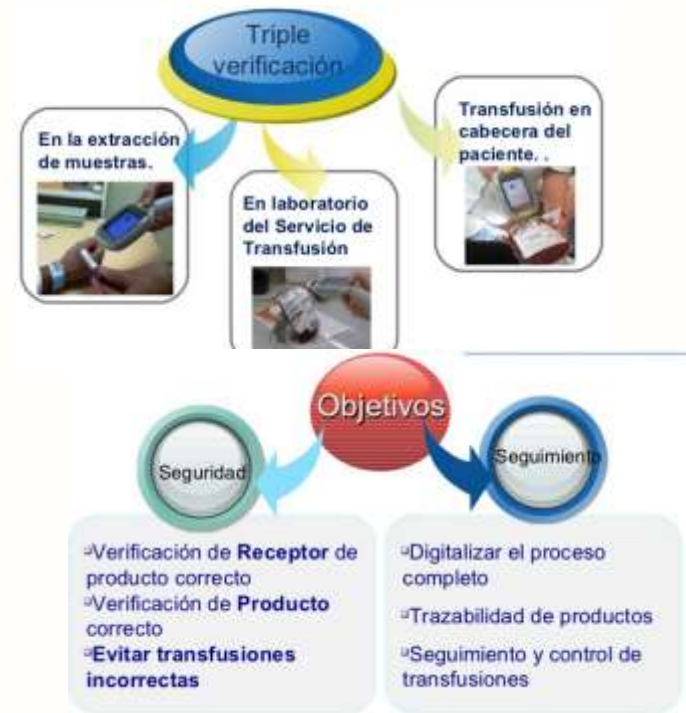 Triple
verificación
En la extracción
de muestras.
En laboratorio
del Servicio de
Transfusión
Transfusión en
cabecera del
paciente. .
Objetivos
Seguridad
Seguimiento
Verificación de Receptor de
producto correcto
Verificación de Producto
correcto
Evitar transfusiones
incorrectas
Digitalizar el proceso
completo
Trazabilidad de productos
Seguimiento y control de
transfusiones